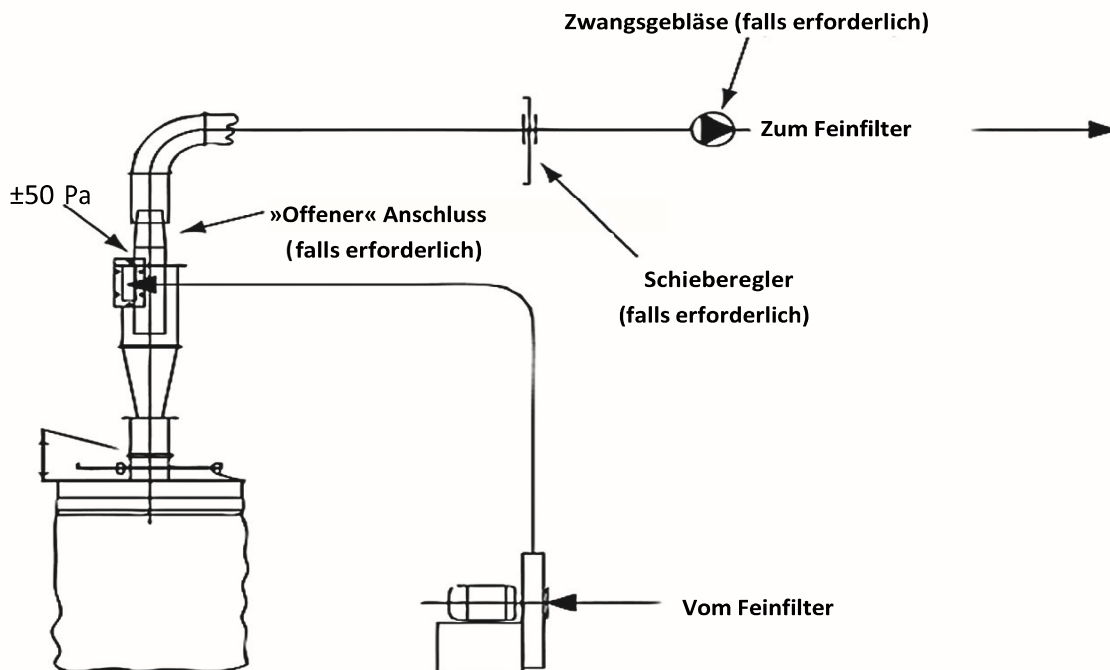 Zwangsgebläse (falls erforderlich)
Zum Feinfilter
±50 Pa
»Offener« Anschluss
(falls erforderlich)
Schieberegler
(falls erforderlich)
Vom Feinfilter